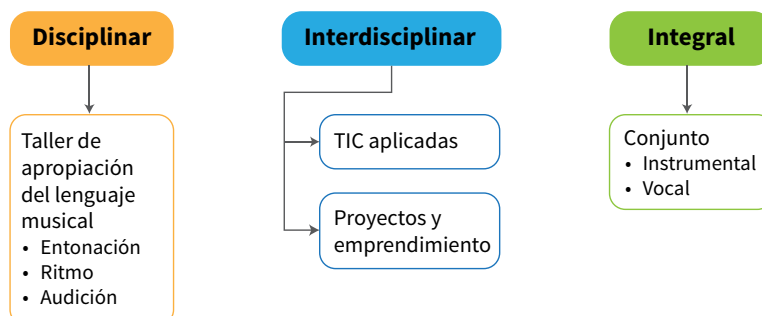 Disciplinar
Taller de
apropiación
del lenguaje
musical
• Entonación
• Ritmo
• Audición
Interdisciplinar
TIC aplicadas
Proyectos y
emprendimiento
Integral
Conjunto
• Instrumental
• Vocal